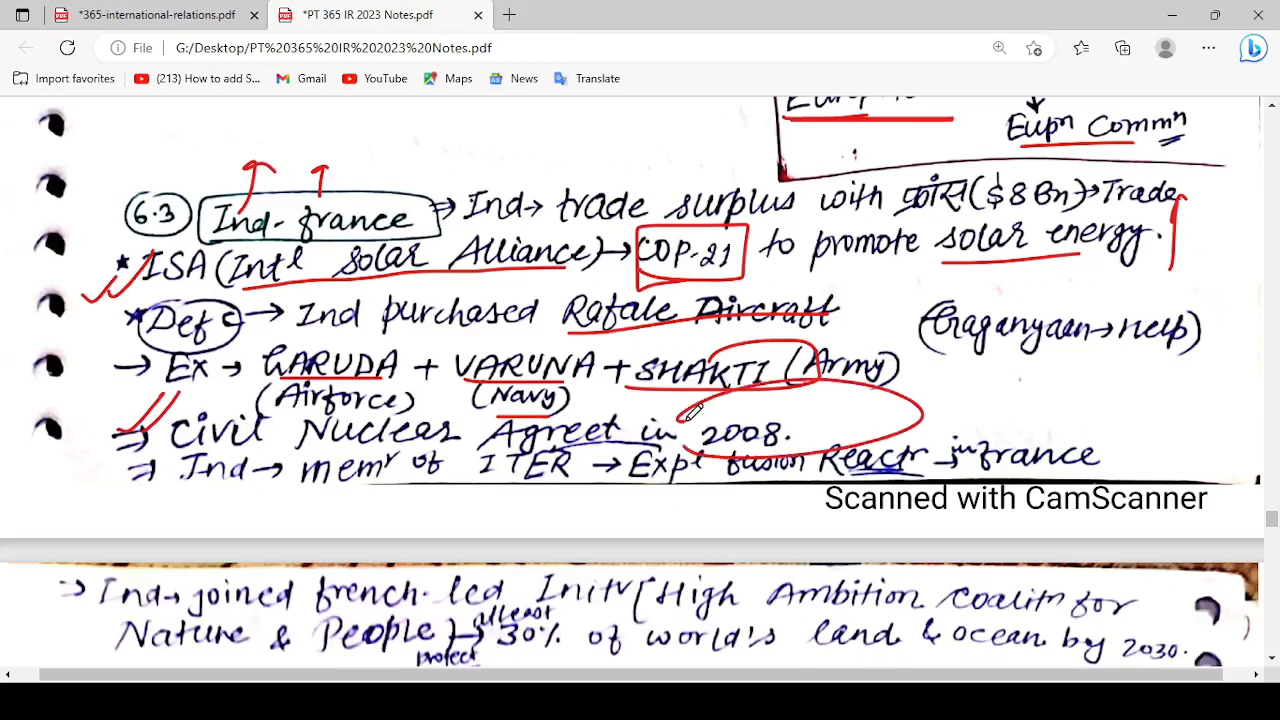 *365-international-relations.pdf
*PT 365 IR 2023 Notes.pdf
File G:/Desktop/PT%20365%20IR%202023%20Notes.pdf
Import favorites (213) How to add S... Gmail YouTube Maps News Translate
Eupⁿ Commⁿ
6.3 Ind-france ⇒ Ind→ trade surplus with फ्रांस ($8Bn)→Trade
★ ISA (Intl Solar Alliance) → COP-21 to promote solar energy.
★ Defc → Ind purchased Rafale Aircraft
(Gaganyaan→Help)
→ Ex → GARUDA + VARUNA + SHAKTI (Army)
(Airforce) (Navy)
⇒ Civil Nuclear Agreet in 2008.
⇒ Ind→ memr of ITER → Expl fusion Reactr → in france
Scanned with CamScanner
→ Ind→ joined french-led Initv [High Ambition Coalitn for
Nature & People) → protect atleast 30% of world's land & ocean by 2030.